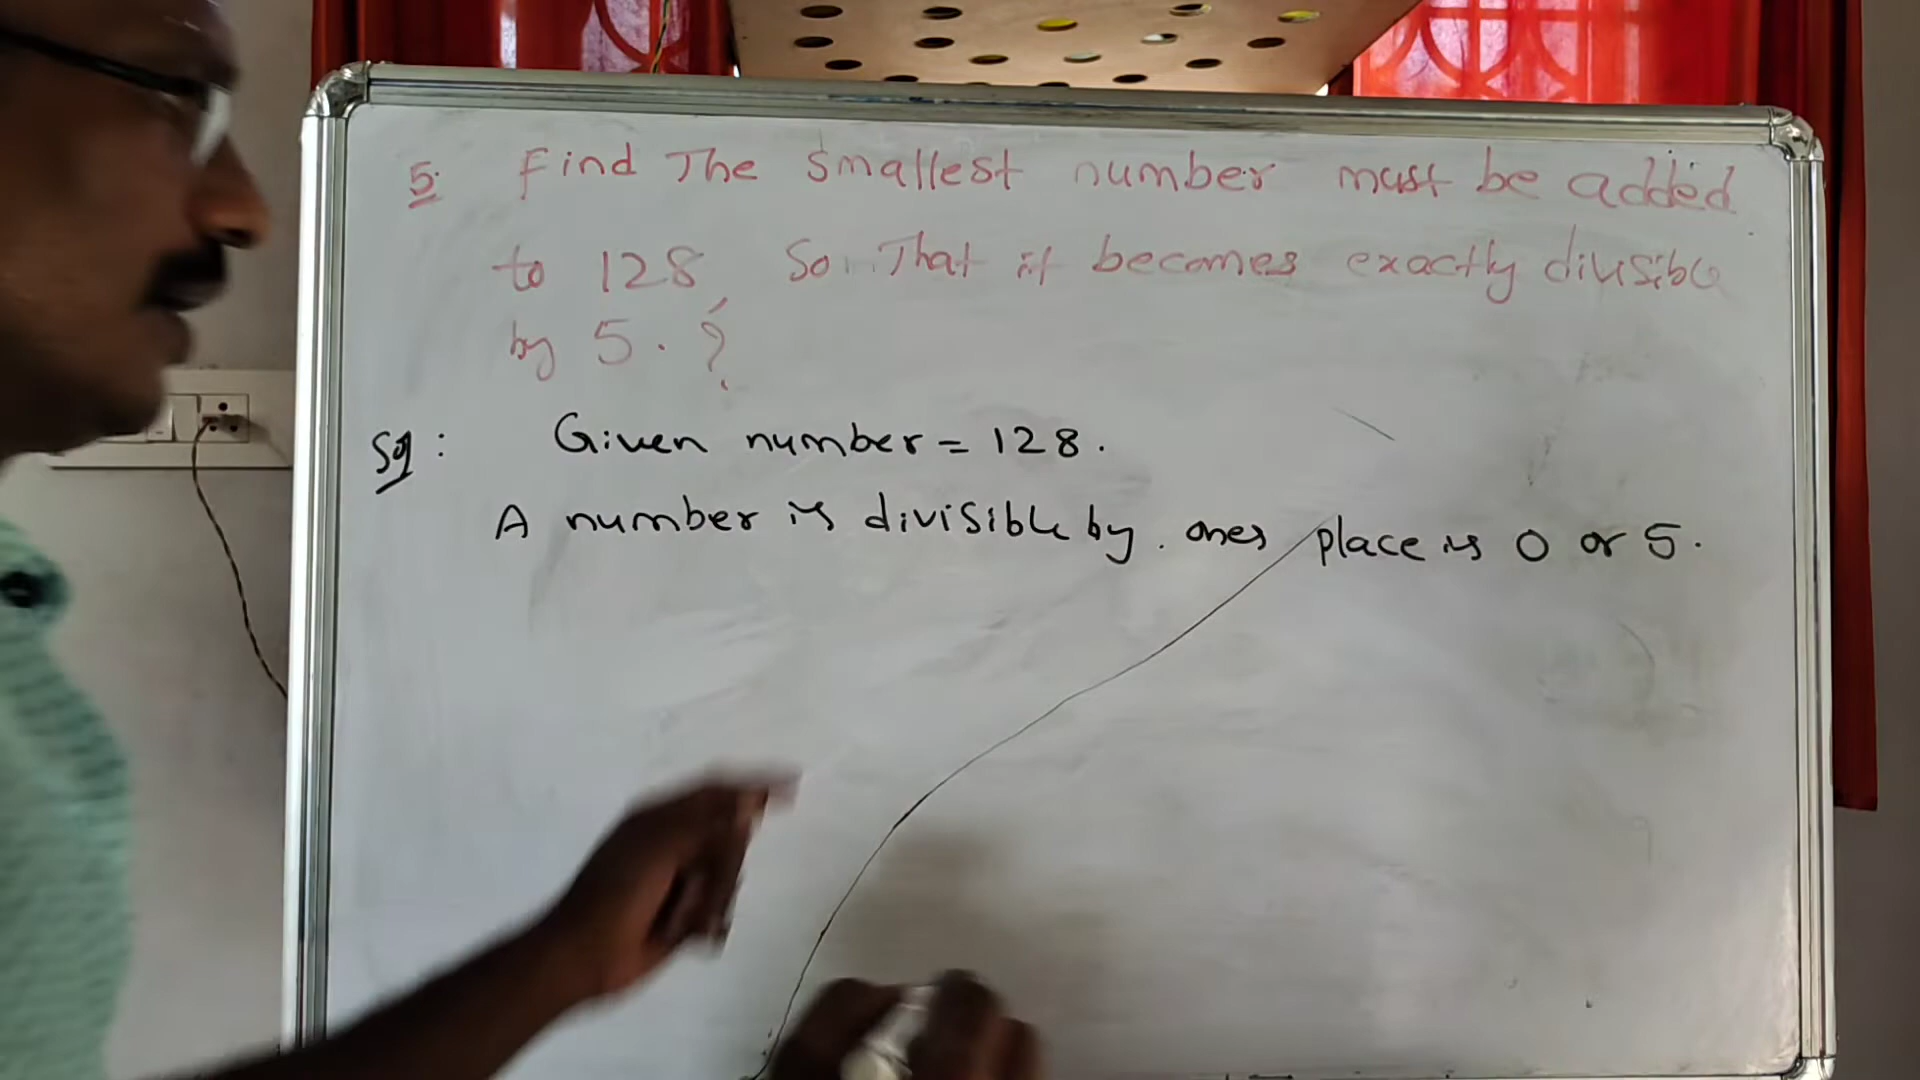 5. Find The Smallest number must be added
to 128, So That it becomes exactly divisible
by 5. ?
Sol: Given number = 128.
A number is divisible by. ones place is 0 or 5.